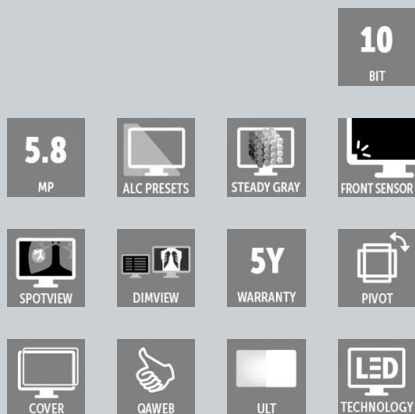 10
BIT
5.8
MP
ALC PRESETS
STEADY GRAY
FRONT SENSOR
SPOTVIEW
DIMVIEW
5Y
WARRANTY
PIVOT
COVER
QAWEB
ULT
LED
TECHNOLOGY